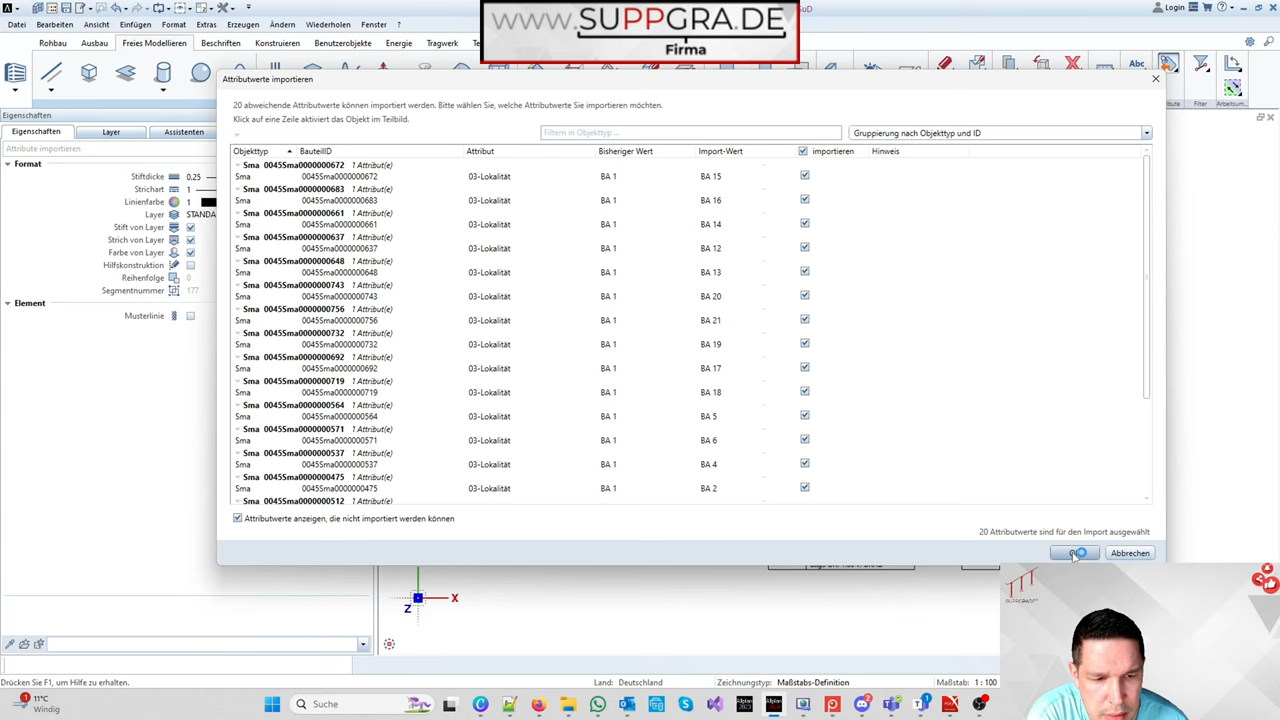 WWW.SUPPGRA.DE
Firma
Login
Datei Bearbeiten Ansicht Einfügen Format Extras Erzeugen Ändern Wiederholen Fenster ?
Rohbau Ausbau Freies Modellieren Beschriften Konstruieren Benutzerobjekte Energie Tragwerk
Abc
Filter
Eigenschaften
Eigenschaften Layer Assistenten
Attribute importieren
Format
Stiftdicke 0.25
Strichart 1
Linienfarbe 1
Layer STANDA
Stift von Layer
Strich von Layer
Farbe von Layer
Hilfskonstruktion
Reihenfolge 0
Segmentnummer 177
Element
Musterlinie
Attributwerte importieren
20 abweichende Attributwerte können importiert werden. Bitte wählen Sie, welche Attributwerte Sie importieren möchten.
Klick auf eine Zeile aktiviert das Objekt im Teilbild.
Filtern in Objekttyp ...
Gruppierung nach Objekttyp und ID
Objekttyp BauteilID Attribut Bisheriger Wert Import-Wert importieren Hinweis
Sma 0045Sma0000000672 1 Attribut(e)
Sma 0045Sma0000000672 03-Lokalität BA 1 BA 15
Sma 0045Sma0000000683 1 Attribut(e)
Sma 0045Sma0000000683 03-Lokalität BA 1 BA 16
Sma 0045Sma0000000661 1 Attribut(e)
Sma 0045Sma0000000661 03-Lokalität BA 1 BA 14
Sma 0045Sma0000000637 1 Attribut(e)
Sma 0045Sma0000000637 03-Lokalität BA 1 BA 12
Sma 0045Sma0000000648 1 Attribut(e)
Sma 0045Sma0000000648 03-Lokalität BA 1 BA 13
Sma 0045Sma0000000743 1 Attribut(e)
Sma 0045Sma0000000743 03-Lokalität BA 1 BA 20
Sma 0045Sma0000000756 1 Attribut(e)
Sma 0045Sma0000000756 03-Lokalität BA 1 BA 21
Sma 0045Sma0000000732 1 Attribut(e)
Sma 0045Sma0000000732 03-Lokalität BA 1 BA 19
Sma 0045Sma0000000692 1 Attribut(e)
Sma 0045Sma0000000692 03-Lokalität BA 1 BA 17
Sma 0045Sma0000000719 1 Attribut(e)
Sma 0045Sma0000000719 03-Lokalität BA 1 BA 18
Sma 0045Sma0000000564 1 Attribut(e)
Sma 0045Sma0000000564 03-Lokalität BA 1 BA 5
Sma 0045Sma0000000571 1 Attribut(e)
Sma 0045Sma0000000571 03-Lokalität BA 1 BA 6
Sma 0045Sma0000000537 1 Attribut(e)
Sma 0045Sma0000000537 03-Lokalität BA 1 BA 4
Sma 0045Sma0000000475 1 Attribut(e)
Sma 0045Sma0000000475 03-Lokalität BA 1 BA 2
Sma 0045Sma0000000512 1 Attribut(e)
Attributwerte anzeigen, die nicht importiert werden können
20 Attributwerte sind für den Import ausgewählt
Abbrechen
Z X
Drücken Sie F1, um Hilfe zu erhalten.
Land: Deutschland Zeichnungstyp: Maßstabs-Definition Maßstab: 1 : 100
11°C
Windig
Suche